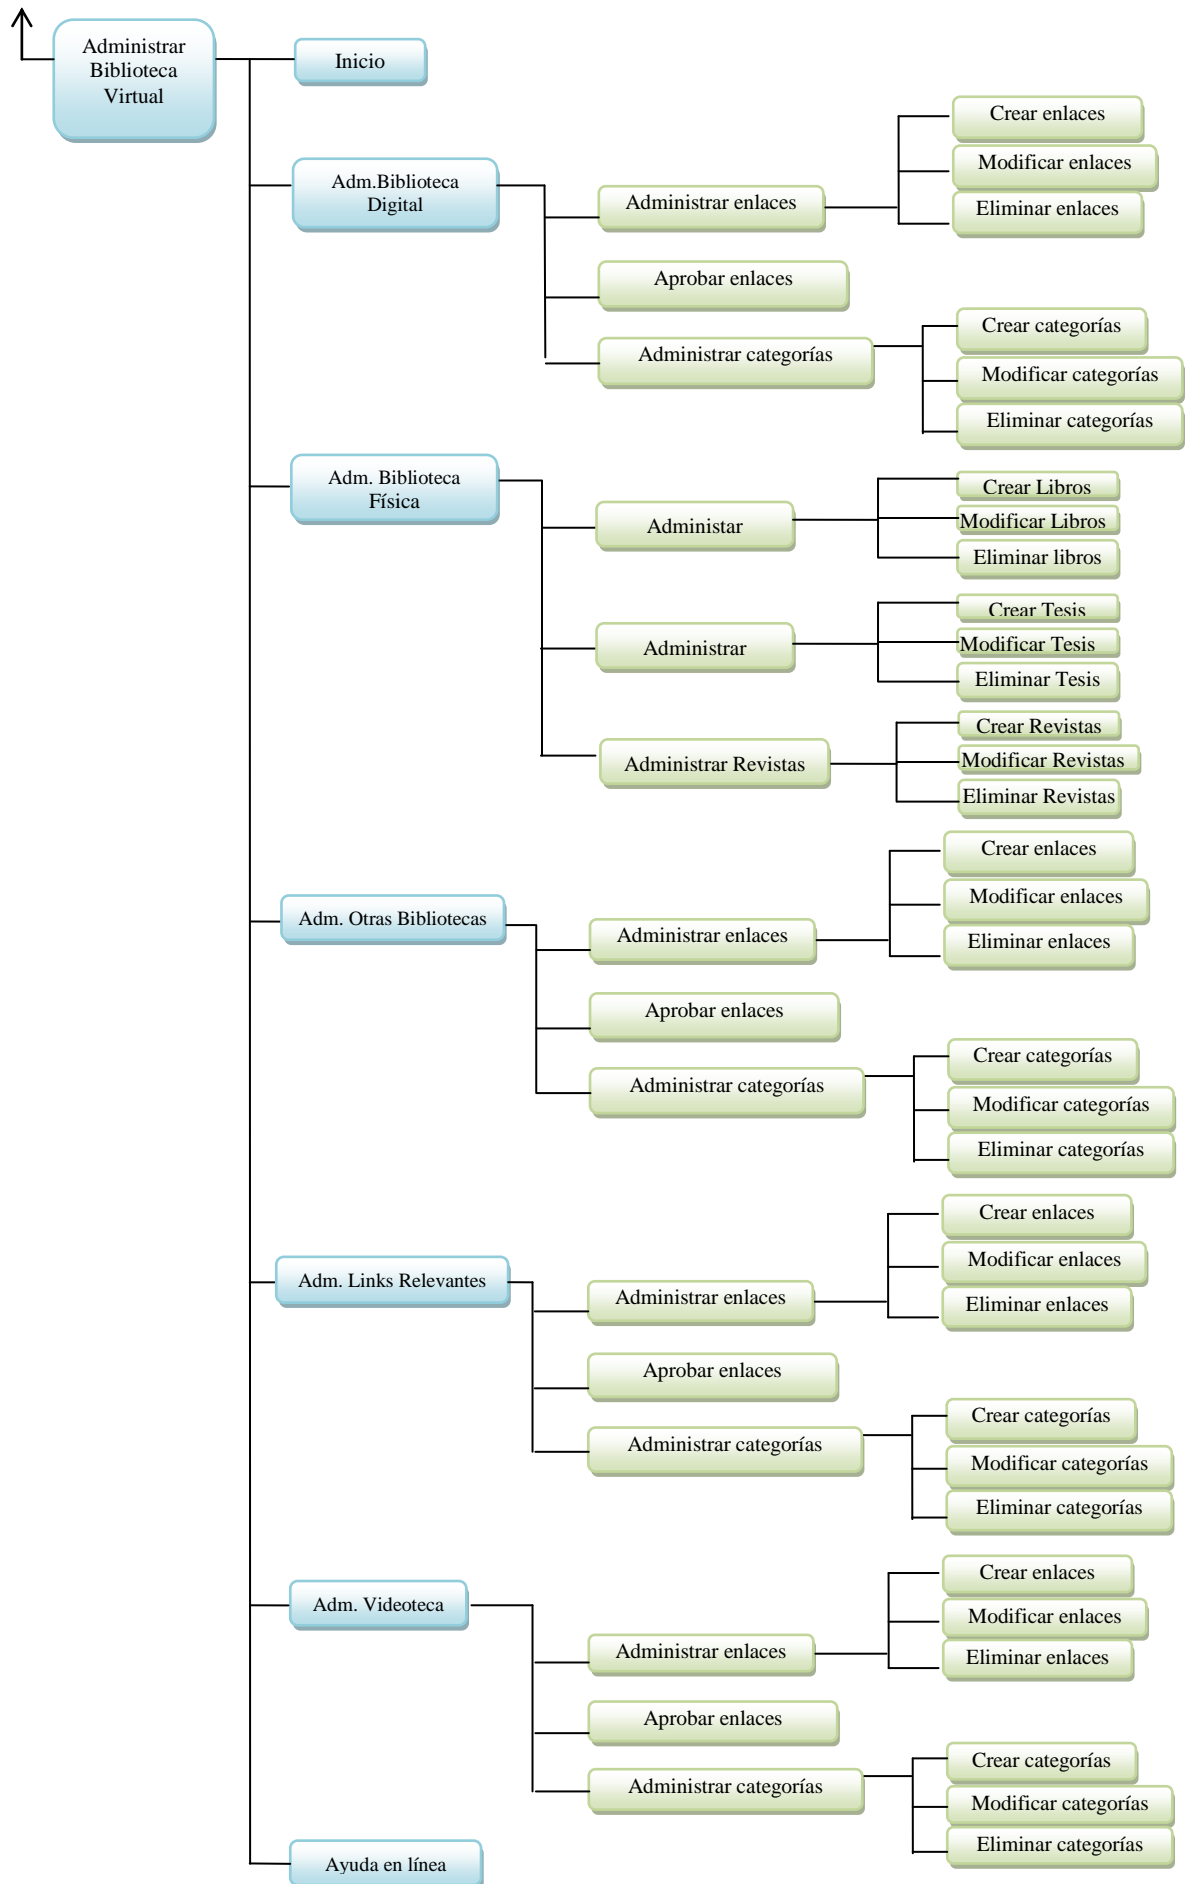 Administrar
Biblioteca
Virtual
Inicio
Adm.Biblioteca
Digital
Administrar enlaces
Crear enlaces
Modificar enlaces
Eliminar enlaces
Aprobar enlaces
Administrar categorías
Crear categorías
Modificar categorías
Eliminar categorías
Adm. Biblioteca
Física
Administar
Crear Libros
Modificar Libros
Eliminar libros
Administrar
Crear Tesis
Modificar Tesis
Eliminar Tesis
Administrar Revistas
Crear Revistas
Modificar Revistas
Eliminar Revistas
Adm. Otras Bibliotecas
Administrar enlaces
Crear enlaces
Modificar enlaces
Eliminar enlaces
Aprobar enlaces
Administrar categorías
Crear categorías
Modificar categorías
Eliminar categorías
Adm. Links Relevantes
Administrar enlaces
Crear enlaces
Modificar enlaces
Eliminar enlaces
Aprobar enlaces
Administrar categorías
Crear categorías
Modificar categorías
Eliminar categorías
Adm. Videoteca
Administrar enlaces
Crear enlaces
Modificar enlaces
Eliminar enlaces
Aprobar enlaces
Administrar categorías
Crear categorías
Modificar categorías
Eliminar categorías
Ayuda en línea